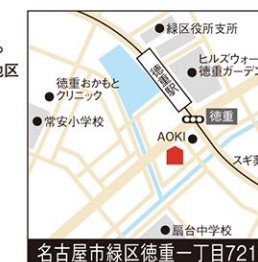 地区
緑区役所支所
ヒルズウォー
徳重ガーデン
徳重駅
徳重おかもと
クリニック
徳重
常安小学校
AOKI
スギ薬
扇台中学校
名古屋市緑区徳重一丁目721